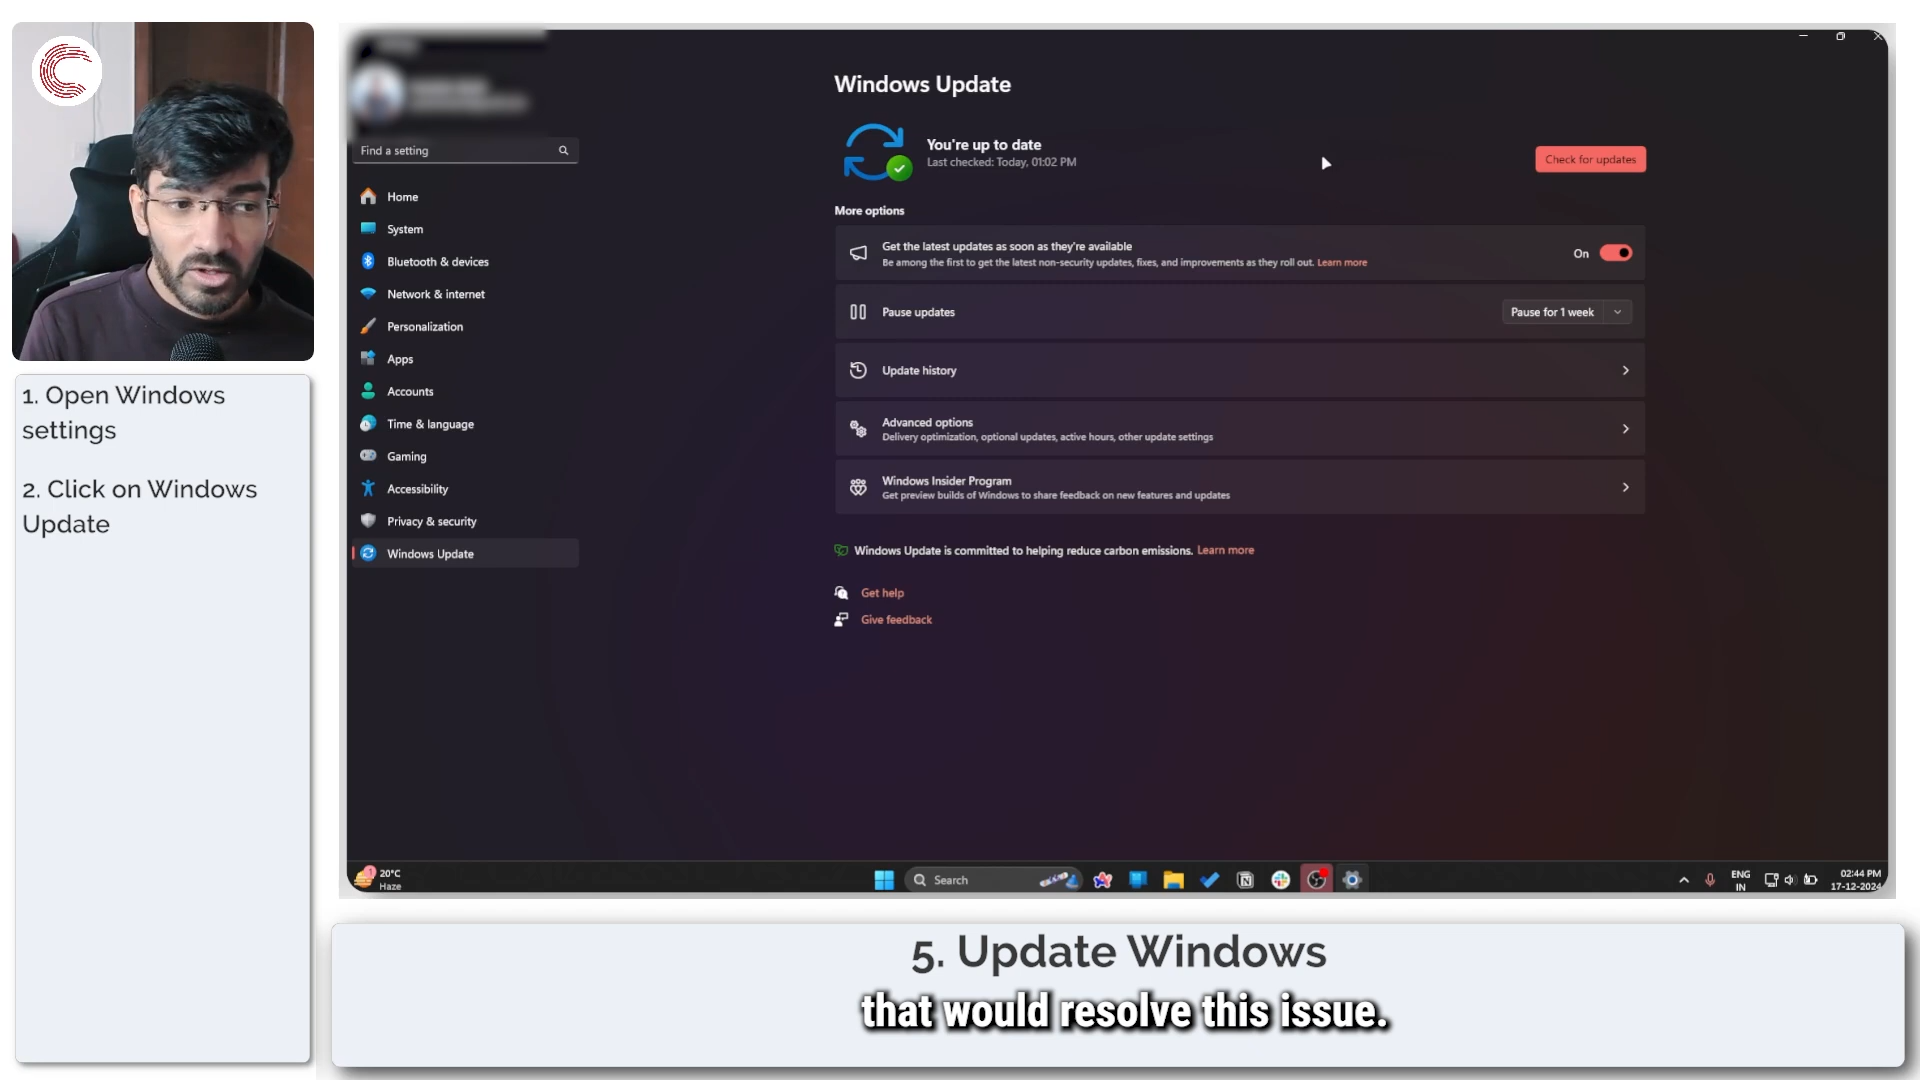 1. Open Windows
settings
2. Click on Windows
Update
Find a setting
Home
System
Bluetooth & devices
Network & internet
Personalization
Apps
Accounts
Time & language
Gaming
Accessibility
Privacy & security
Windows Update
Windows Update
You're up to date
Last checked: Today, 01:02 PM
Check for updates
More options
Get the latest updates as soon as they're available
Be among the first to get the latest non-security updates, fixes, and improvements as they roll out. Learn more
On
Pause updates
Pause for 1 week
Update history
Advanced options
Delivery optimization, optional updates, active hours, other update settings
Windows Insider Program
Get preview builds of Windows to share feedback on new features and updates
Windows Update is committed to helping reduce carbon emissions. Learn more
Get help
Give feedback
1
20°C
Haze
Search
ENG
IN
02:44 PM
17-12-2024
5. Update Windows
that would resolve this issue.